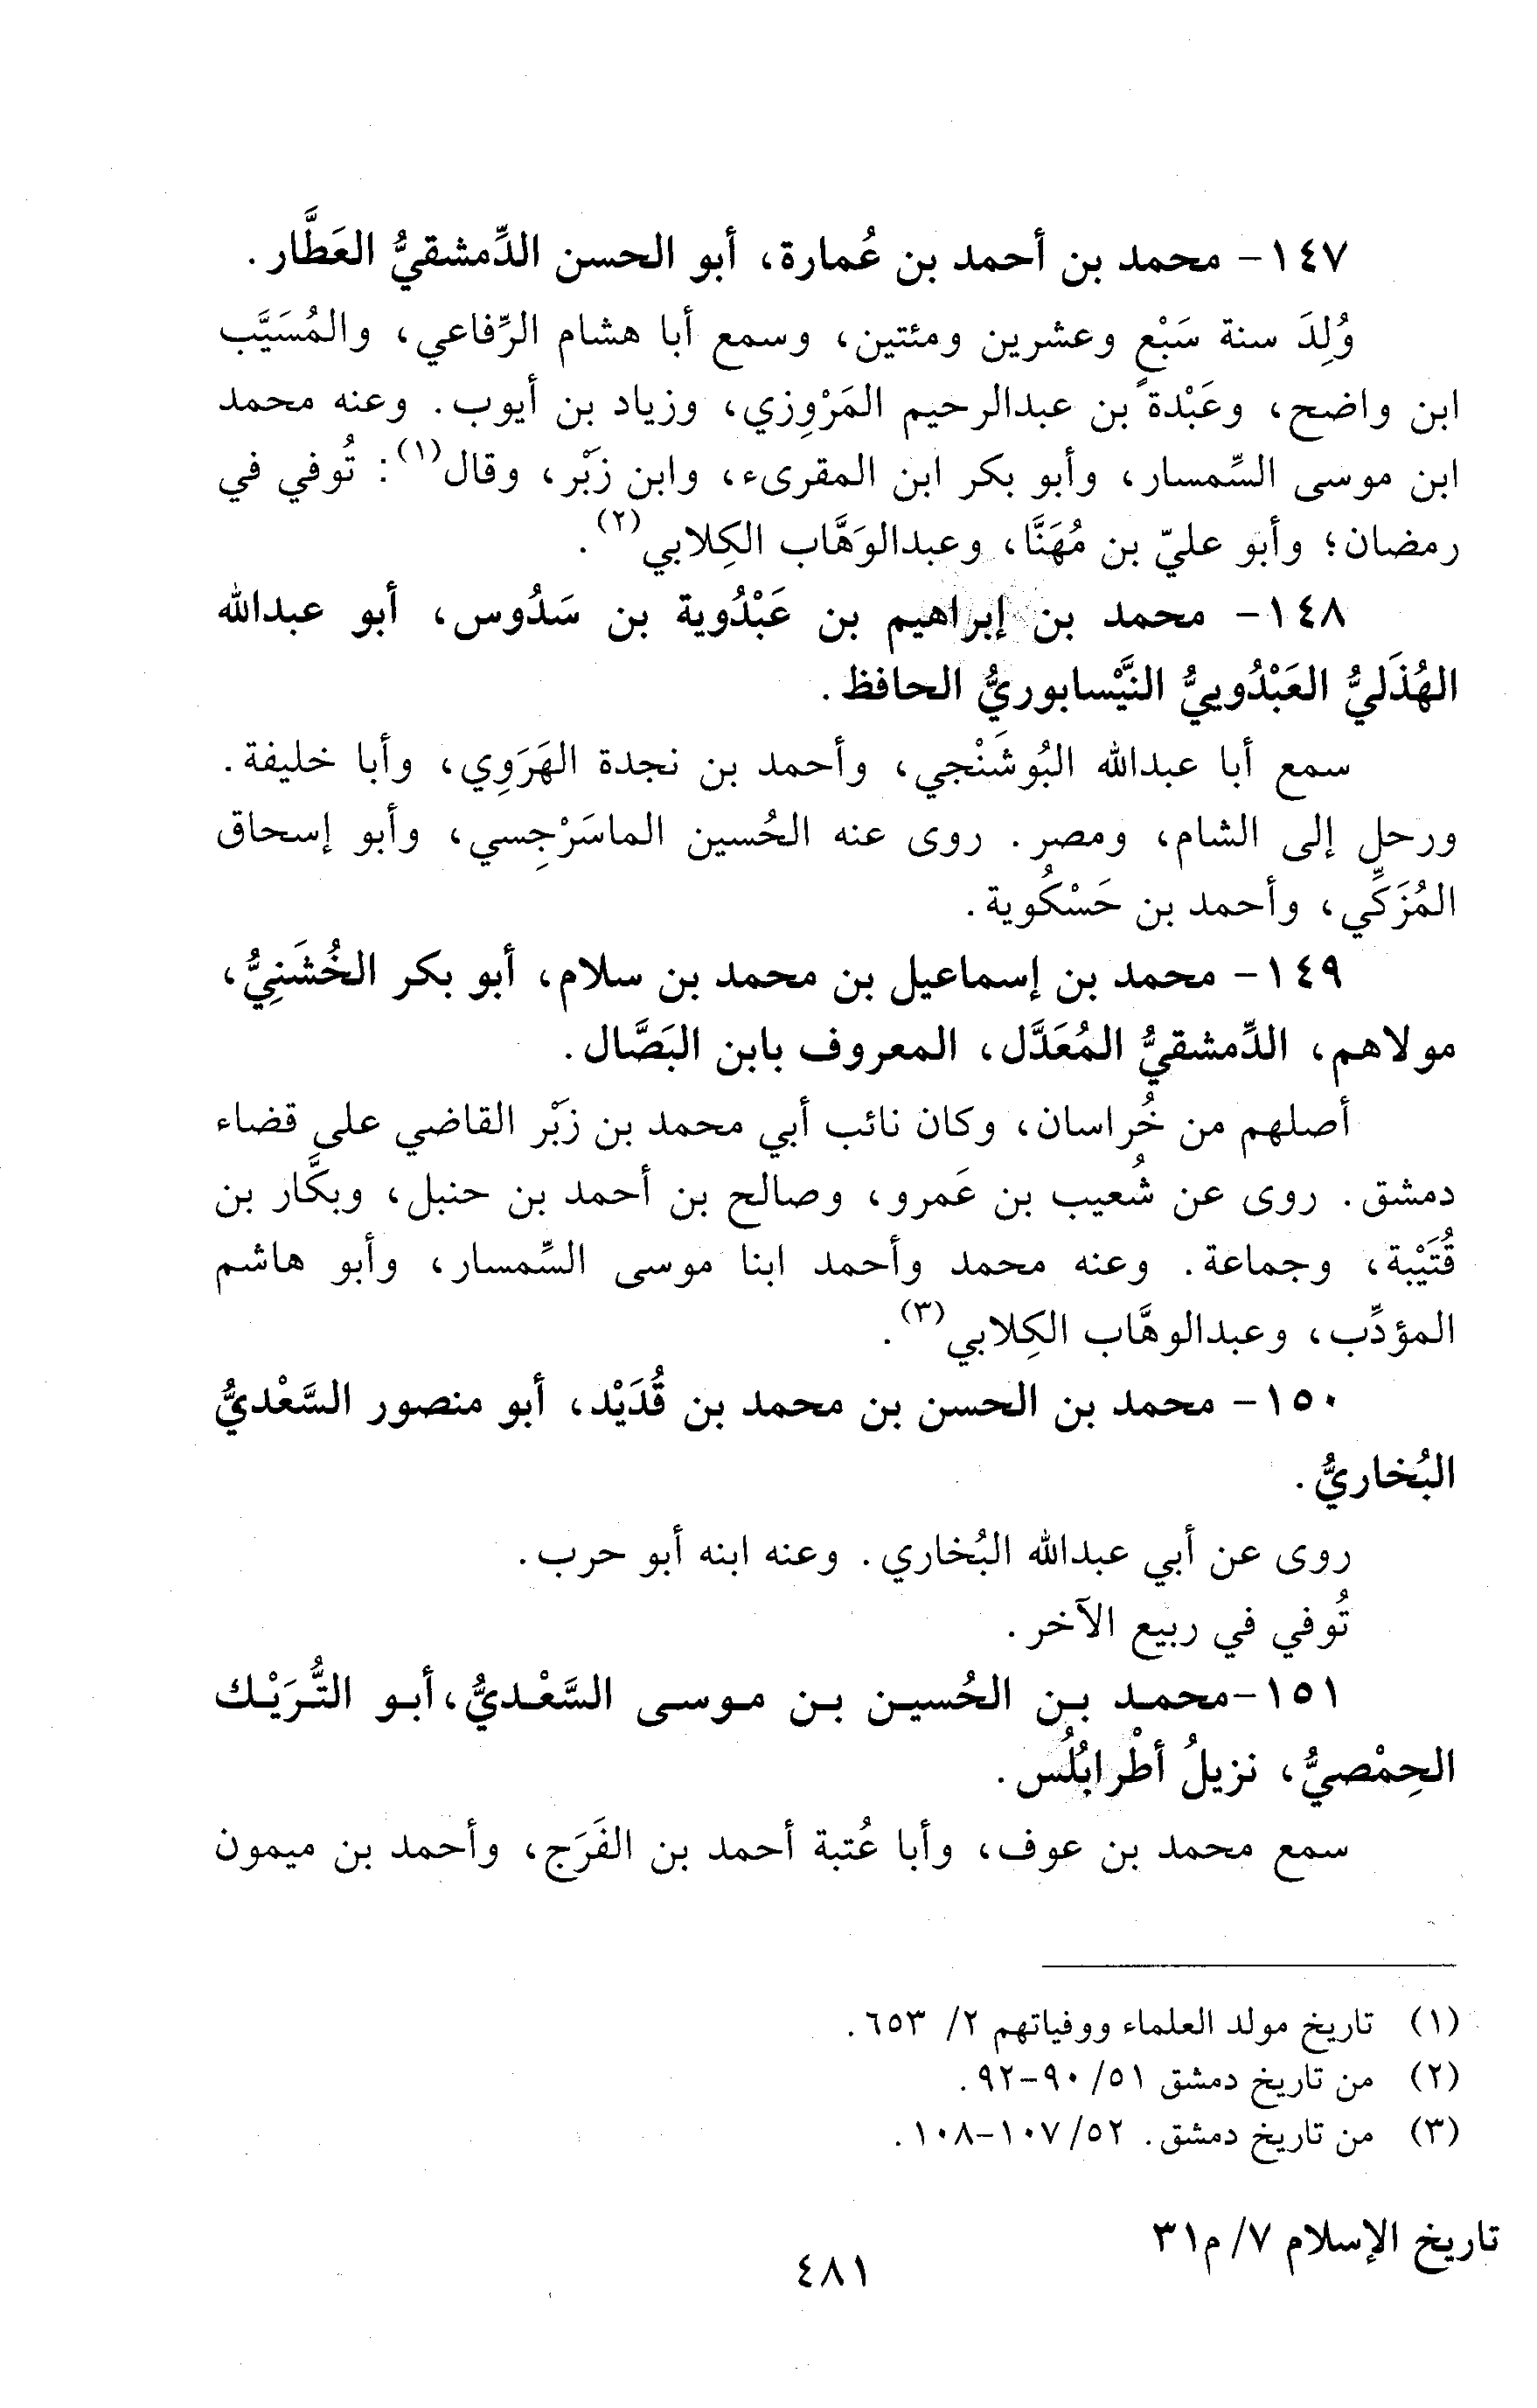 ١٤٧- محمد بن أحمد بن عُمارة، أبو الحسن الدِّمشقيُّ العَطَّار.
وُلِدَ سنة سَبْعٍ وعشرين ومئتين، وسمع أبا هشام الرِّفاعي، والمُسَيَّب
ابن واضح، وعَبْدة بن عبدالرحيم المَرْوِزي، وزياد بن أيوب. وعنه محمد
ابن موسى السِّمسار، وأبو بكر ابن المقرىء، وابن زَبْر، وقال(١): تُوفي في
رمضان؛ وأبو عليّ بن مُهَنَّا، وعبدالوَهَّاب الكِلابي(٢).
١٤٨- محمد بن إبراهيم بن عَبْدُوية بن سَدُوس، أبو عبدالله
الهُذَليُّ العَبْدُوييُّ النَّيْسابوريُّ الحافظ.
سمع أبا عبدالله البُوشَنْجي، وأحمد بن نجدة الهَرَوِي، وأبا خليفة.
ورحل إلى الشام، ومصر. روى عنه الحُسين الماسَرْجِسي، وأبو إسحاق
المُزَكِّي، وأحمد بن حَسْكُوية.
١٤٩- محمد بن إسماعيل بن محمد بن سلام، أبو بكر الخُشَنِيُّ،
مولاهم، الدِّمشقيُّ المُعَدَّل، المعروف بابن البَصَّال.
أصلهم من خُراسان، وكان نائب أبي محمد بن زَبْر القاضي على قضاء
دمشق. روى عن شُعيب بن عَمرو، وصالح بن أحمد بن حنبل، وبكَّار بن
قُتَيْبة، وجماعة. وعنه محمد وأحمد ابنا موسى السِّمسار، وأبو هاشم
المؤدِّب، وعبدالوهَّاب الكِلابي(٣).
١٥٠- محمد بن الحسن بن محمد بن قُدَيْد، أبو منصور السَّعْديُّ
البُخاريُّ.
روى عن أبي عبدالله البُخاري. وعنه ابنه أبو حرب.
تُوفي في ربيع الآخر.
١٥١-محمد بن الحُسين بن موسى السَّعْديُّ،أبو التُّرَيْك
الحِمْصيُّ، نزيلُ أطْرابُلُس.
سمع محمد بن عوف، وأبا عُتبة أحمد بن الفَرَج، وأحمد بن ميمون
(١) تاريخ مولد العلماء ووفياتهم ٢/ ٦٥٣.
(٢) من تاريخ دمشق ٥١/ ٩٠-٩٢.
(٣) من تاريخ دمشق. ٥٢/ ١٠٧-١٠٨.
تاريخ الإسلام ٧/ م٣١
٤٨١